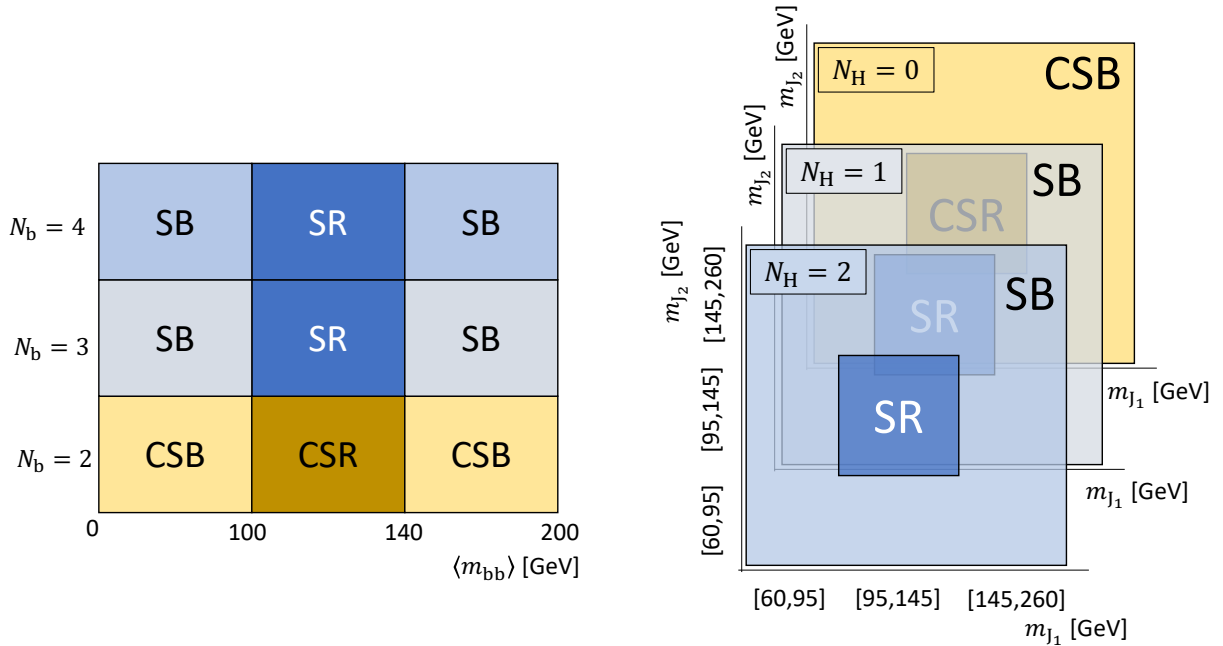 N_b = 4 SB SR SB
N_b = 3 SB SR SB
N_b = 2 CSB CSR CSB
0 100 140 200
⟨m_bb⟩ [GeV]
m_J₂ [GeV]
N_H = 0 CSB
m_J₁ [GeV]
m_J₂ [GeV]
N_H = 1 SB
CSR
m_J₁ [GeV]
m_J₂ [GeV]
N_H = 2 SB
SR
SR
[145,260]
[95,145]
[60,95]
[60,95] [95,145] [145,260]
m_J₁ [GeV]